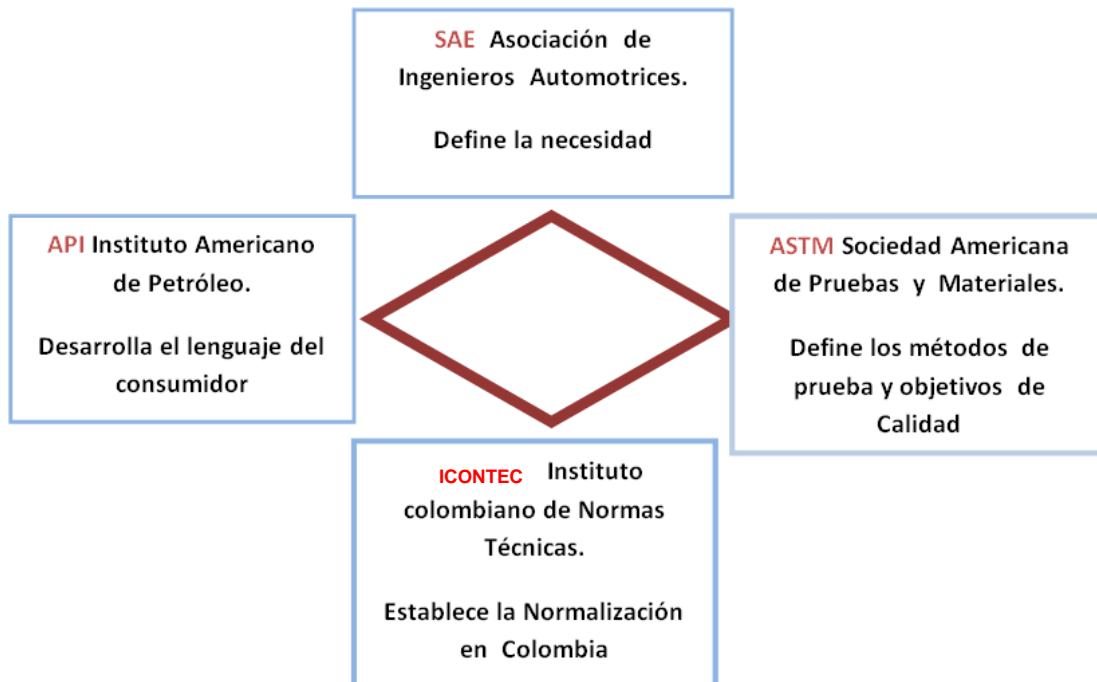 SAE Asociación de
Ingenieros Automotrices.
Define la necesidad
API Instituto Americano
de Petróleo.
Desarrolla el lenguaje del
consumidor
ASTM Sociedad Americana
de Pruebas y Materiales.
Define los métodos de
prueba y objetivos de
Calidad
ICONTEC Instituto
colombiano de Normas
Técnicas.
Establece la Normalización
en Colombia